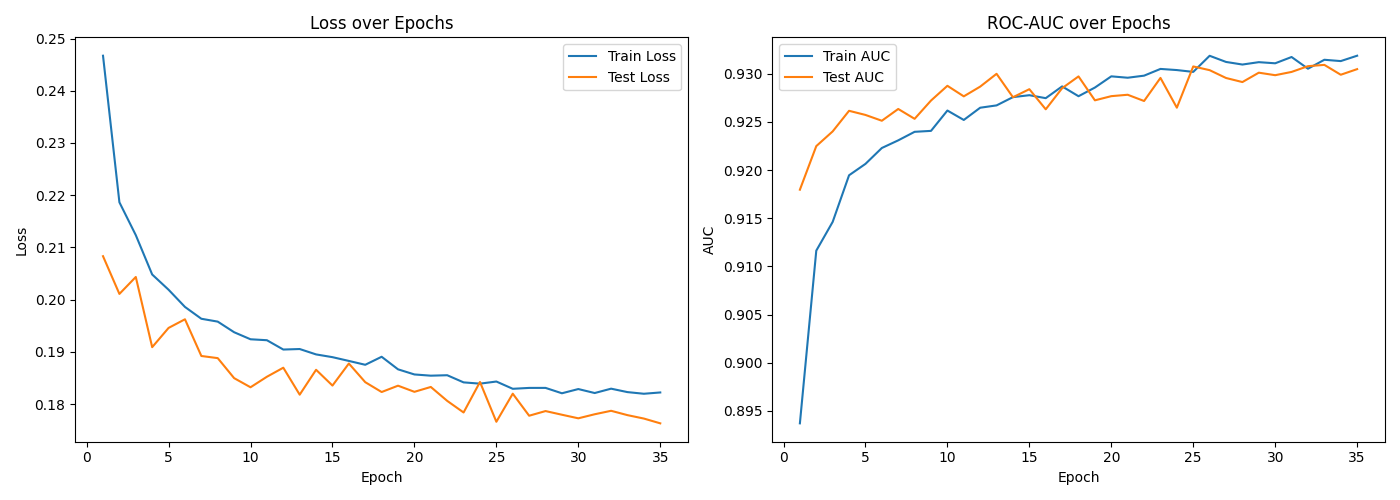 Loss over Epochs
0.25
0.24
0.23
0.22
0.21
0.20
0.19
0.18
Loss
Train Loss
Test Loss
0 5 10 15 20 25 30 35
Epoch
ROC-AUC over Epochs
0.930
0.925
0.920
0.915
0.910
0.905
0.900
0.895
AUC
Train AUC
Test AUC
0 5 10 15 20 25 30 35
Epoch